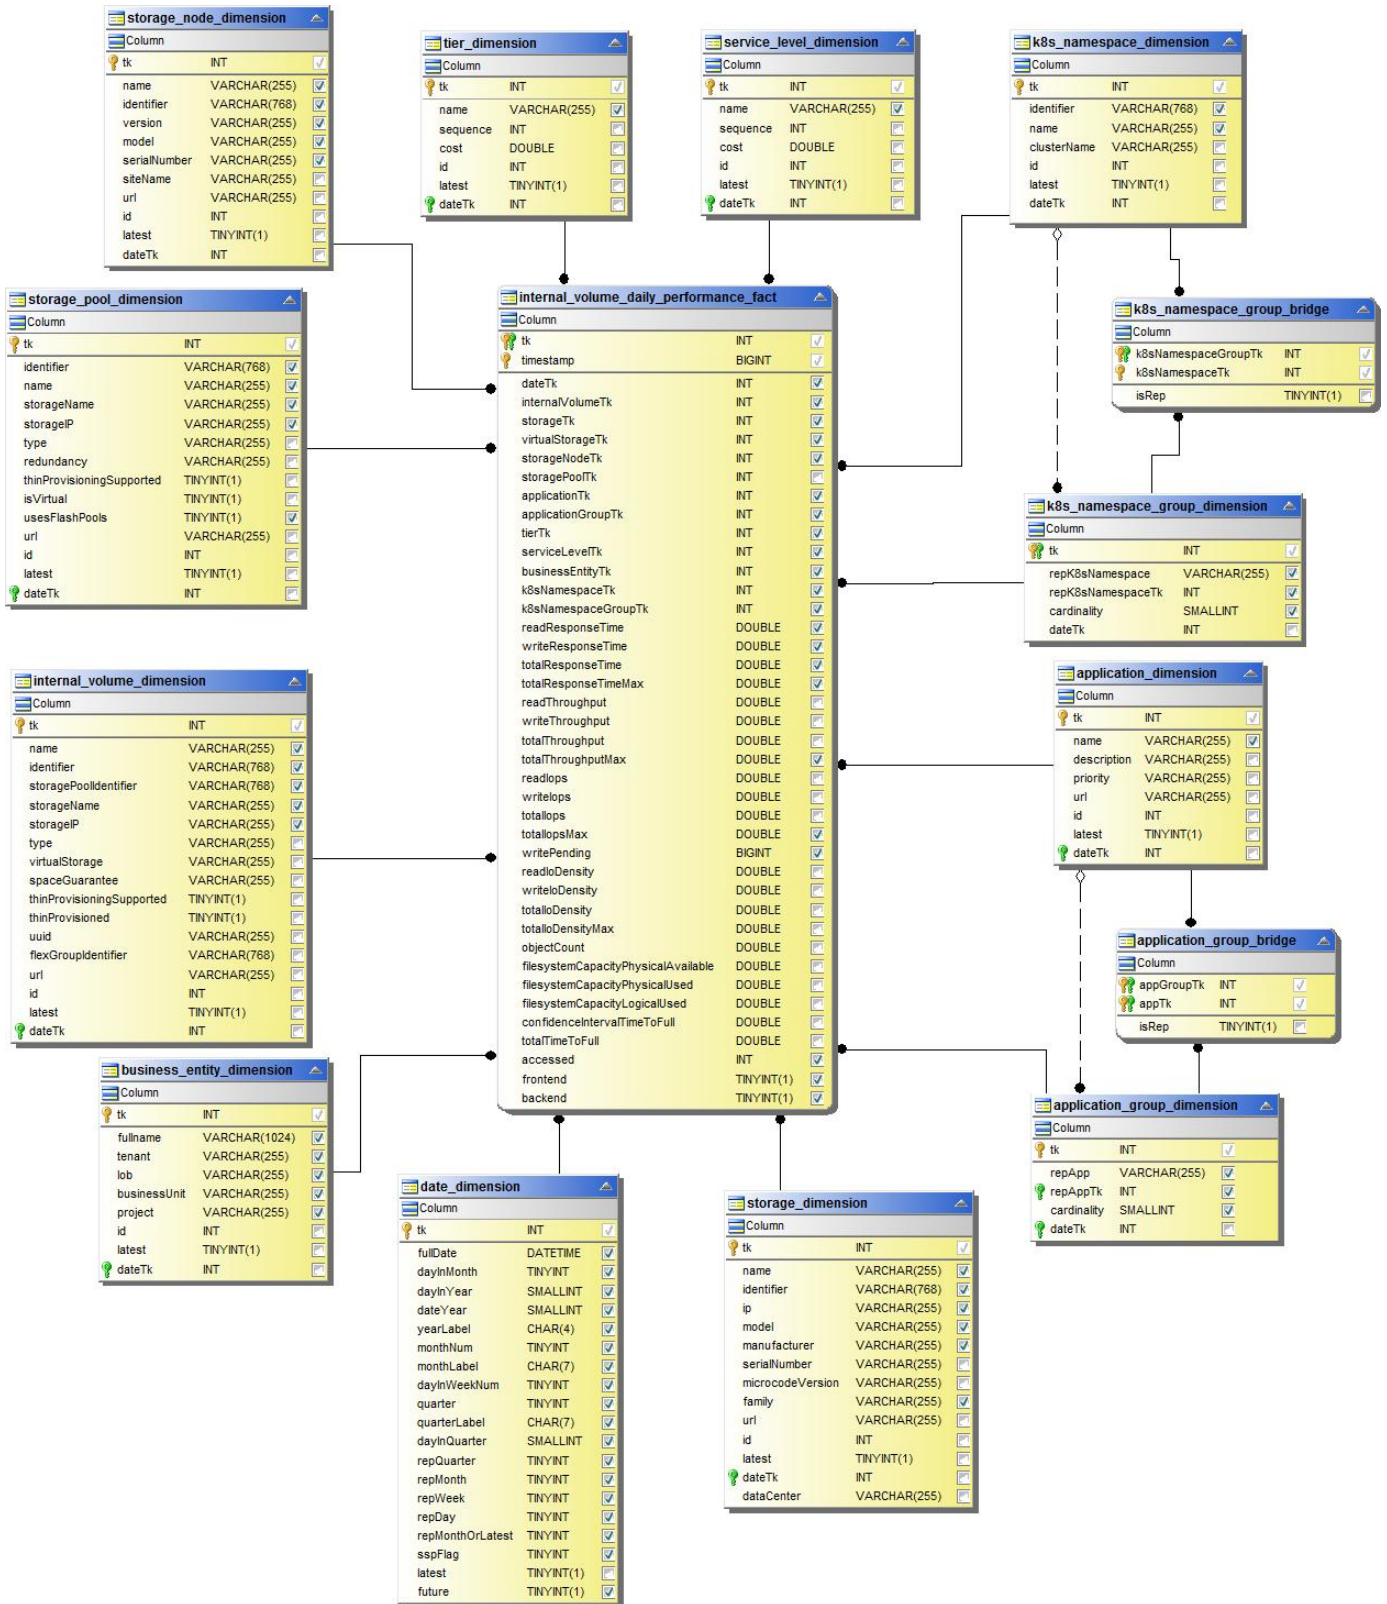 storage_node_dimension
Column
tk INT
name VARCHAR(255)
identifier VARCHAR(768)
version VARCHAR(255)
model VARCHAR(255)
serialNumber VARCHAR(255)
siteName VARCHAR(255)
url VARCHAR(255)
id INT
latest TINYINT(1)
dateTk INT
tier_dimension
Column
tk INT
name VARCHAR(255)
sequence INT
cost DOUBLE
id INT
latest TINYINT(1)
dateTk INT
service_level_dimension
Column
tk INT
name VARCHAR(255)
sequence INT
cost DOUBLE
id INT
latest TINYINT(1)
dateTk INT
k8s_namespace_dimension
Column
tk INT
identifier VARCHAR(768)
name VARCHAR(255)
clusterName VARCHAR(255)
id INT
latest TINYINT(1)
dateTk INT
storage_pool_dimension
Column
tk INT
identifier VARCHAR(768)
name VARCHAR(255)
storageName VARCHAR(255)
storageIP VARCHAR(255)
type VARCHAR(255)
redundancy VARCHAR(255)
thinProvisioningSupported TINYINT(1)
isVirtual TINYINT(1)
usesFlashPools TINYINT(1)
url VARCHAR(255)
id INT
latest TINYINT(1)
dateTk INT
internal_volume_daily_performance_fact
Column
tk INT
timestamp BIGINT
dateTk INT
internalVolumeTk INT
storageTk INT
virtualStorageTk INT
storageNodeTk INT
storagePoolTk INT
applicationTk INT
applicationGroupTk INT
tierTk INT
serviceLevelTk INT
businessEntityTk INT
k8sNamespaceTk INT
k8sNamespaceGroupTk INT
readResponseTime DOUBLE
writeResponseTime DOUBLE
totalResponseTime DOUBLE
totalResponseTimeMax DOUBLE
readThroughput DOUBLE
writeThroughput DOUBLE
totalThroughput DOUBLE
totalThroughputMax DOUBLE
readIops DOUBLE
writeIops DOUBLE
totalIops DOUBLE
totalIopsMax DOUBLE
writePending BIGINT
readIoDensity DOUBLE
writeIoDensity DOUBLE
totalIoDensity DOUBLE
totalIoDensityMax DOUBLE
objectCount DOUBLE
filesystemCapacityPhysicalAvailable DOUBLE
filesystemCapacityPhysicalUsed DOUBLE
filesystemCapacityLogicalUsed DOUBLE
confidenceIntervalTimeToFull DOUBLE
totalTimeToFull DOUBLE
accessed INT
frontend TINYINT(1)
backend TINYINT(1)
k8s_namespace_group_bridge
Column
k8sNamespaceGroupTk INT
k8sNamespaceTk INT
isRep TINYINT(1)
k8s_namespace_group_dimension
Column
tk INT
repK8sNamespace VARCHAR(255)
repK8sNamespaceTk INT
cardinality SMALLINT
dateTk INT
internal_volume_dimension
Column
tk INT
name VARCHAR(255)
identifier VARCHAR(768)
storagePoolIdentifier VARCHAR(768)
storageName VARCHAR(255)
storageIP VARCHAR(255)
type VARCHAR(255)
virtualStorage VARCHAR(255)
spaceGuarantee VARCHAR(255)
thinProvisioningSupported TINYINT(1)
thinProvisioned TINYINT(1)
uuid VARCHAR(255)
flexGroupIdentifier VARCHAR(768)
url VARCHAR(255)
id INT
latest TINYINT(1)
dateTk INT
application_dimension
Column
tk INT
name VARCHAR(255)
description VARCHAR(255)
priority VARCHAR(255)
url VARCHAR(255)
id INT
latest TINYINT(1)
dateTk INT
application_group_bridge
Column
appGroupTk INT
appTk INT
isRep TINYINT(1)
business_entity_dimension
Column
tk INT
fullname VARCHAR(1024)
tenant VARCHAR(255)
lob VARCHAR(255)
businessUnit VARCHAR(255)
project VARCHAR(255)
id INT
latest TINYINT(1)
dateTk INT
application_group_dimension
Column
tk INT
repApp VARCHAR(255)
repAppTk INT
cardinality SMALLINT
dateTk INT
date_dimension
Column
tk INT
fullDate DATETIME
dayInMonth TINYINT
dayInYear SMALLINT
dateYear SMALLINT
yearLabel CHAR(4)
monthNum TINYINT
monthLabel CHAR(7)
dayInWeekNum TINYINT
quarter TINYINT
quarterLabel CHAR(7)
dayInQuarter SMALLINT
repQuarter TINYINT
repMonth TINYINT
repWeek TINYINT
repDay TINYINT
repMonthOrLatest TINYINT
sspFlag TINYINT
latest TINYINT(1)
future TINYINT(1)
storage_dimension
Column
tk INT
name VARCHAR(255)
identifier VARCHAR(768)
ip VARCHAR(255)
model VARCHAR(255)
manufacturer VARCHAR(255)
serialNumber VARCHAR(255)
microcodeVersion VARCHAR(255)
family VARCHAR(255)
url VARCHAR(255)
id INT
latest TINYINT(1)
dateTk INT
dataCenter VARCHAR(255)